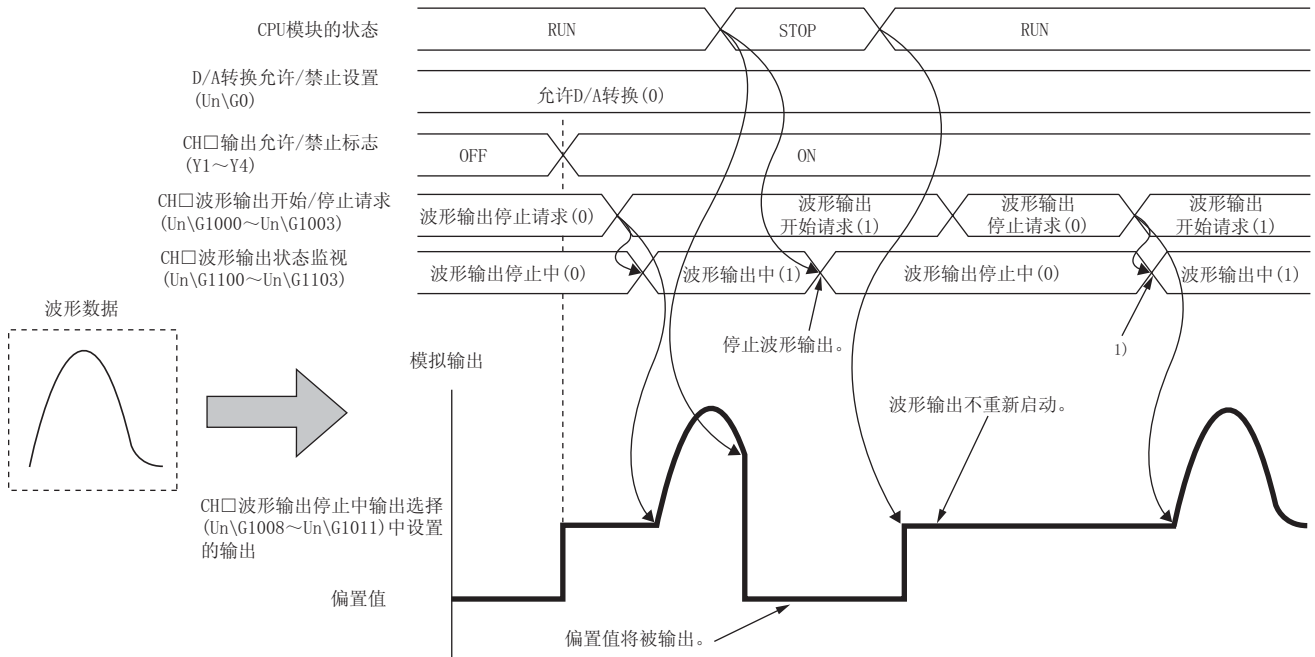 CPU模块的状态
RUN
STOP
RUN
D/A转换允许/禁止设置
(Un\G0)
允许D/A转换(0)
CH□输出允许/禁止标志
(Y1～Y4)
OFF
ON
CH□波形输出开始/停止请求
(Un\G1000～Un\G1003)
波形输出停止请求(0)
波形输出
开始请求(1)
波形输出
停止请求(0)
波形输出
开始请求(1)
CH□波形输出状态监视
(Un\G1100～Un\G1103)
波形输出停止中(0)
波形输出中(1)
波形输出停止中(0)
波形输出中(1)
波形数据
停止波形输出。
1)
模拟输出
波形输出不重新启动。
CH□波形输出停止中输出选择
(Un\G1008～Un\G1011)中设置
的输出
偏置值
偏置值将被输出。